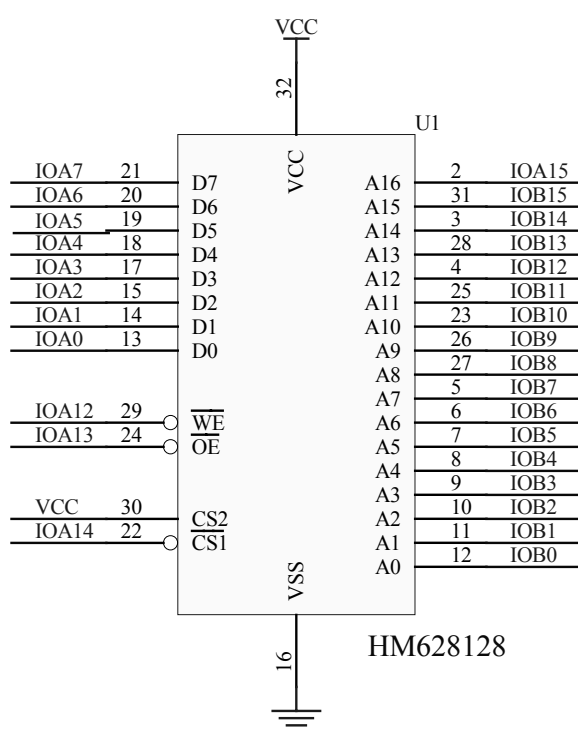 VCC
32
U1
VCC
IOA7 21 D7 A16 2 IOA15
IOA6 20 D6 A15 31 IOB15
IOA5 19 D5 A14 3 IOB14
IOA4 18 D4 A13 28 IOB13
IOA3 17 D3 A12 4 IOB12
IOA2 15 D2 A11 25 IOB11
IOA1 14 D1 A10 23 IOB10
IOA0 13 D0 A9 26 IOB9
A8 27 IOB8
A7 5 IOB7
IOA12 29 WE A6 6 IOB6
IOA13 24 OE A5 7 IOB5
A4 8 IOB4
A3 9 IOB3
VCC 30 CS2 A2 10 IOB2
IOA14 22 CS1 A1 11 IOB1
A0 12 IOB0
VSS
16
HM628128